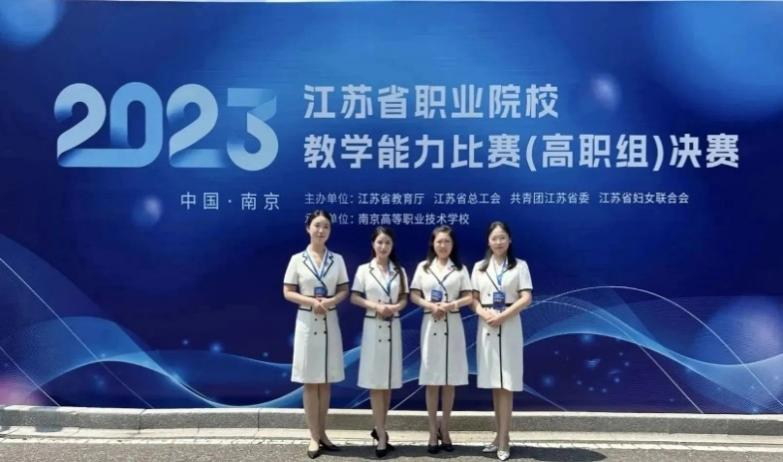 2023
江苏省职业院校
教学能力比赛(高职组)决赛
中国·南京
主办单位:江苏省教育厅 江苏省总工会 共青团江苏省委 江苏省妇女联合会
单位:南京高等职业技术学校